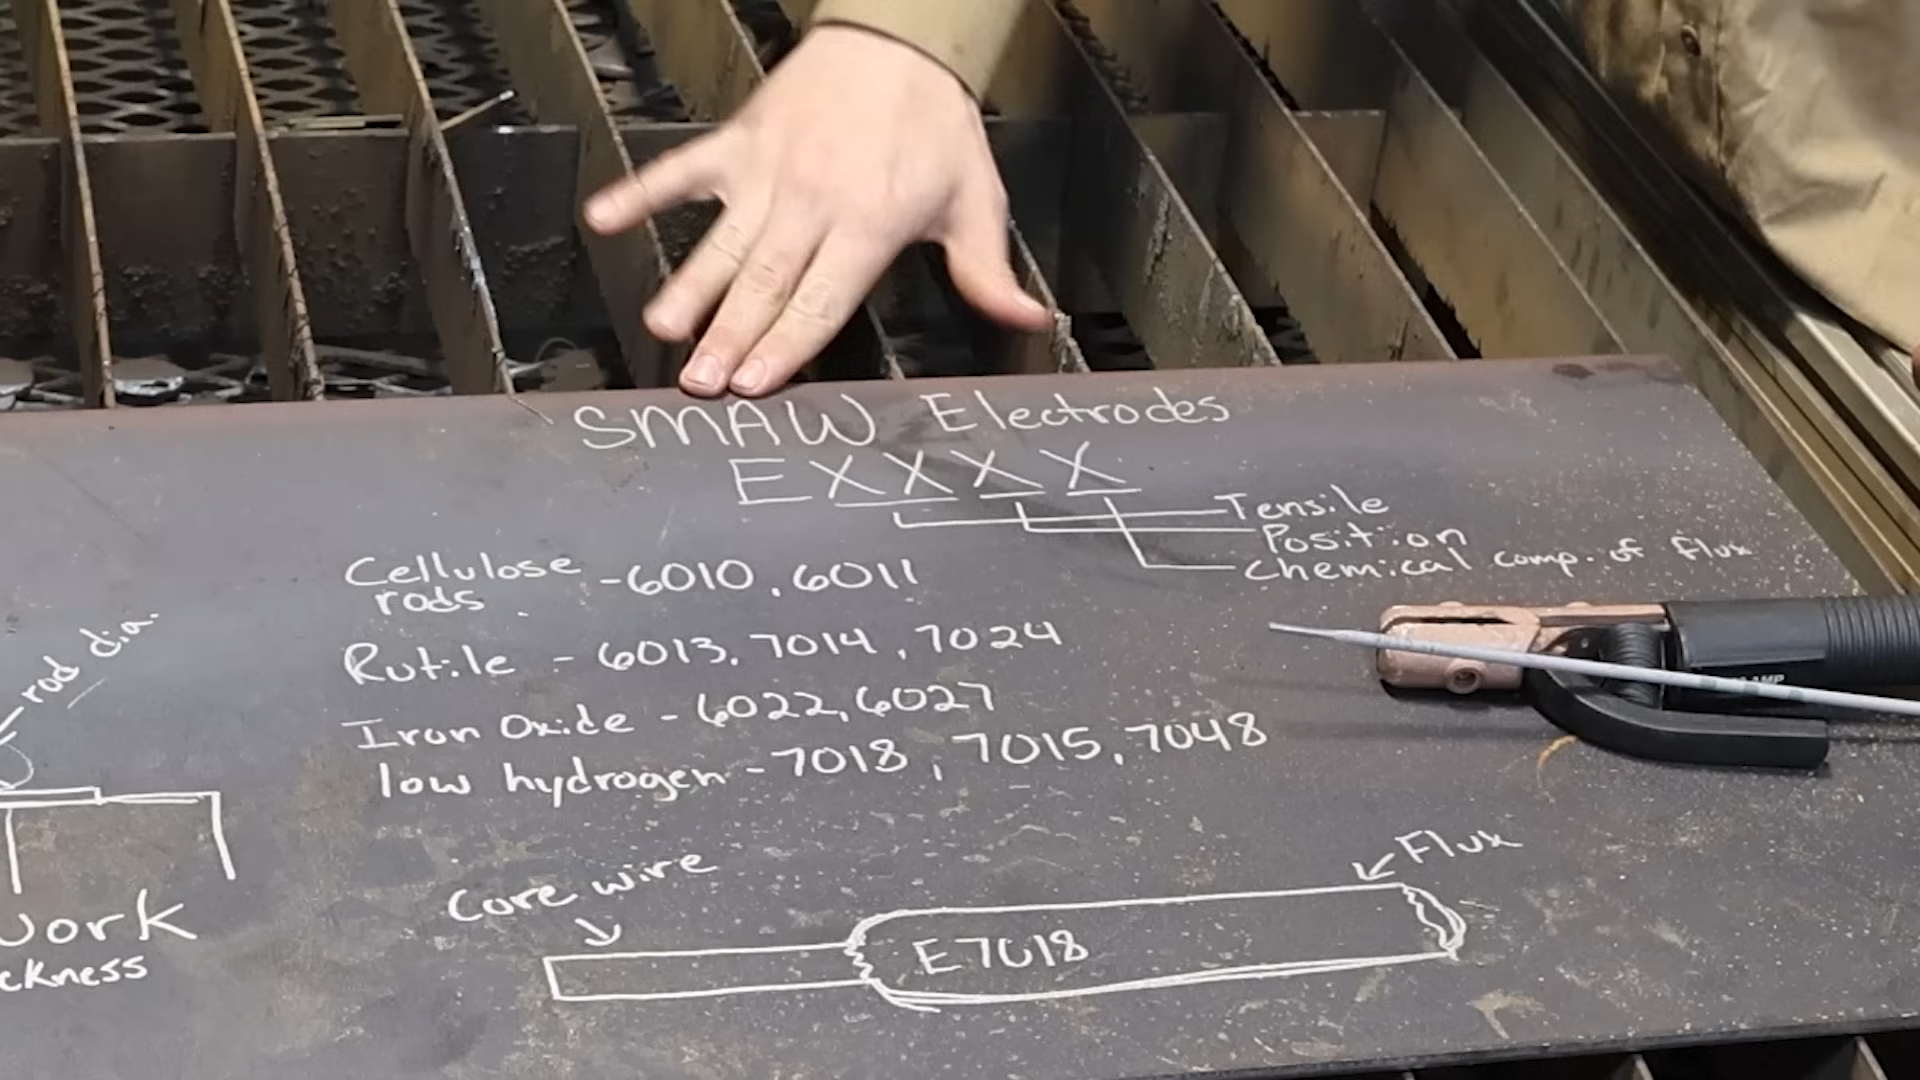 SMAW Electrodes
EXXXX
Tensile
Position
Chemical comp. of flux
Cellulose rods - 6010, 6011
Rutile - 6013, 7014, 7024
Iron Oxide - 6022, 6027
low hydrogen - 7018, 7015, 7048
rod dia.
work
ckness
Core wire
Flux
E7018
AMP